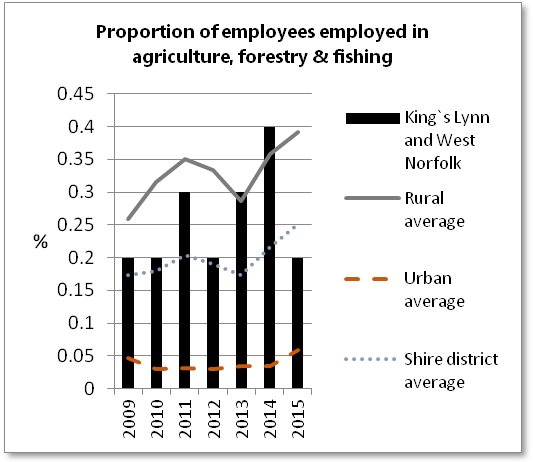 Proportion of employees employed in
agriculture, forestry & fishing
0.45
0.4
0.35
0.3
0.25
0.2
0.15
0.1
0.05
0
%
2009
2010
2011
2012
2013
2014
2015
King`s Lynn
and West
Norfolk
Rural
average
Urban
average
Shire district
average